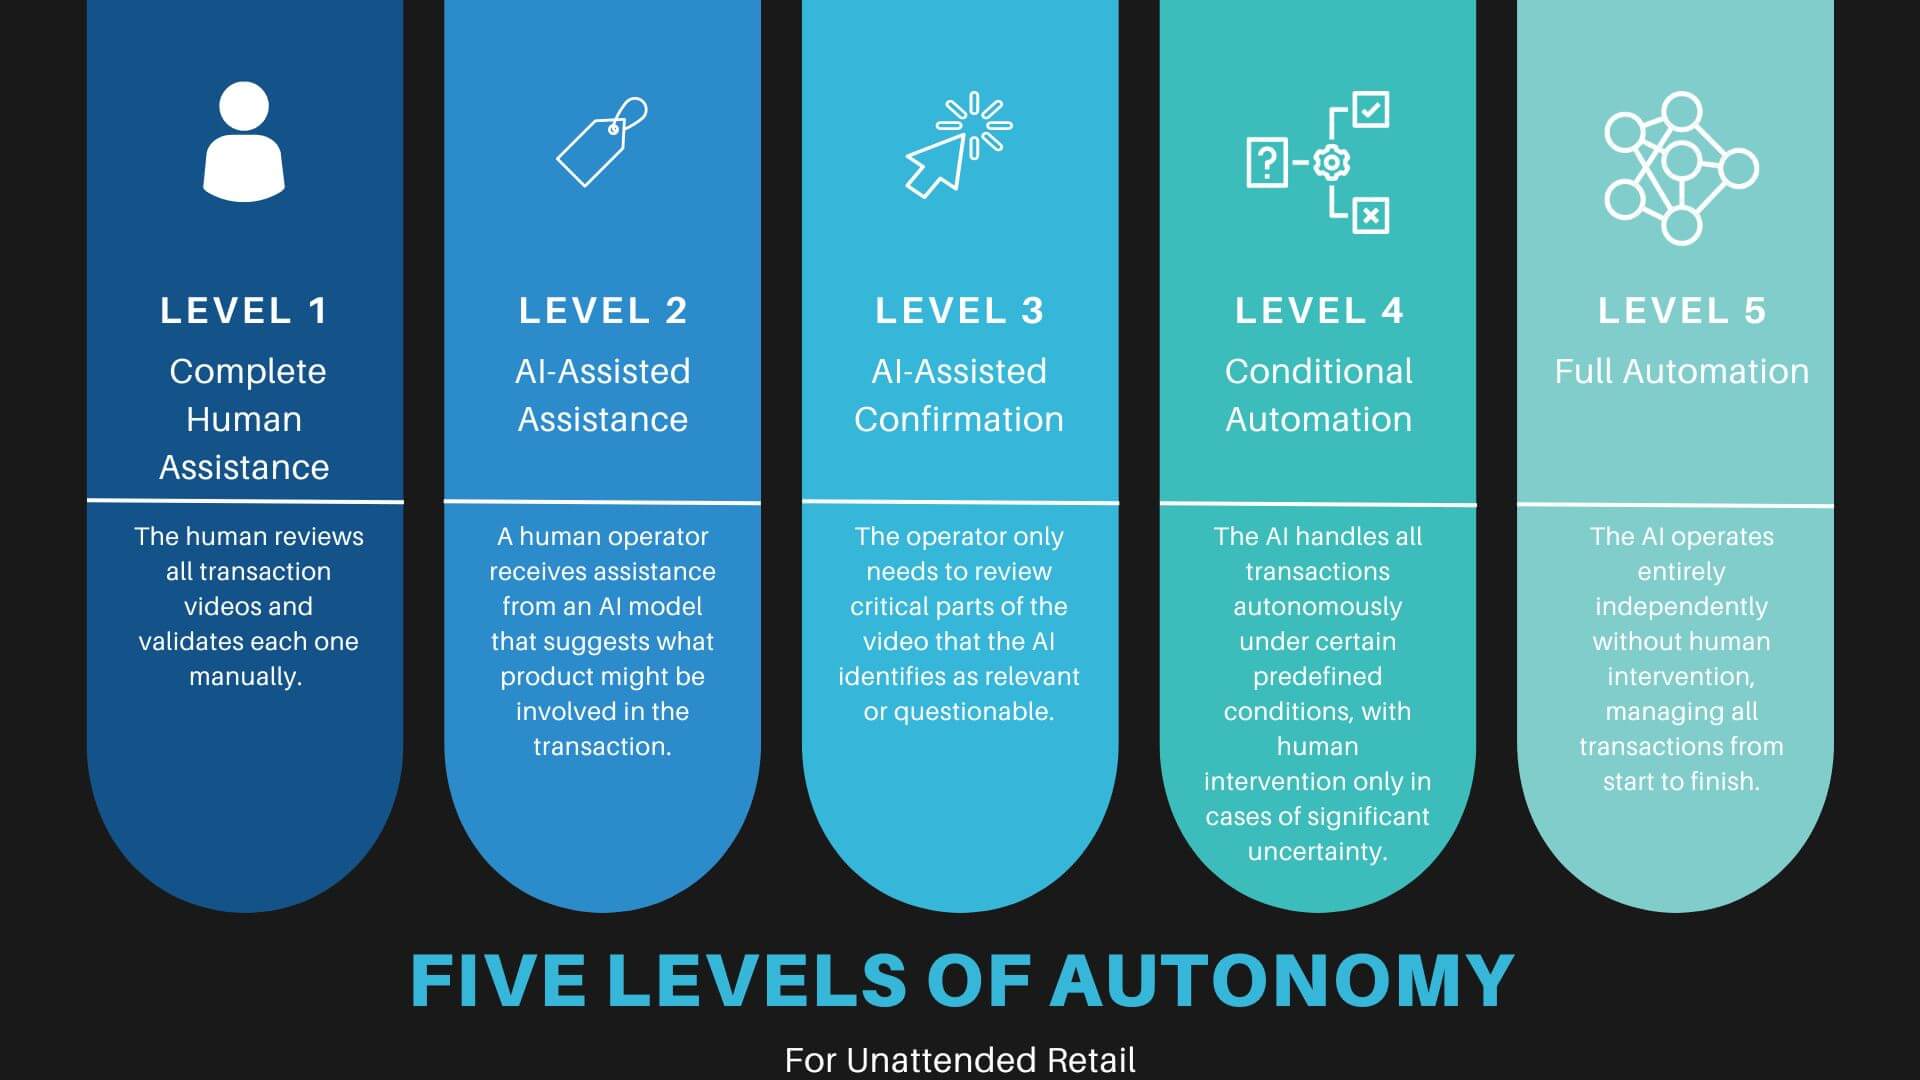 LEVEL 1
Complete
Human
Assistance
The human reviews
all transaction
videos and
validates each one
manually.
LEVEL 2
AI-Assisted
Assistance
A human operator
receives assistance
from an AI model
that suggests what
product might be
involved in the
transaction.
LEVEL 3
AI-Assisted
Confirmation
The operator only
needs to review
critical parts of the
video that the AI
identifies as relevant
or questionable.
?
LEVEL 4
Conditional
Automation
The AI handles all
transactions
autonomously
under certain
predefined
conditions, with
human
intervention only in
cases of significant
uncertainty.
LEVEL 5
Full Automation
The AI operates
entirely
independently
without human
intervention,
managing all
transactions from
start to finish.
FIVE LEVELS OF AUTONOMY
For Unattended Retail